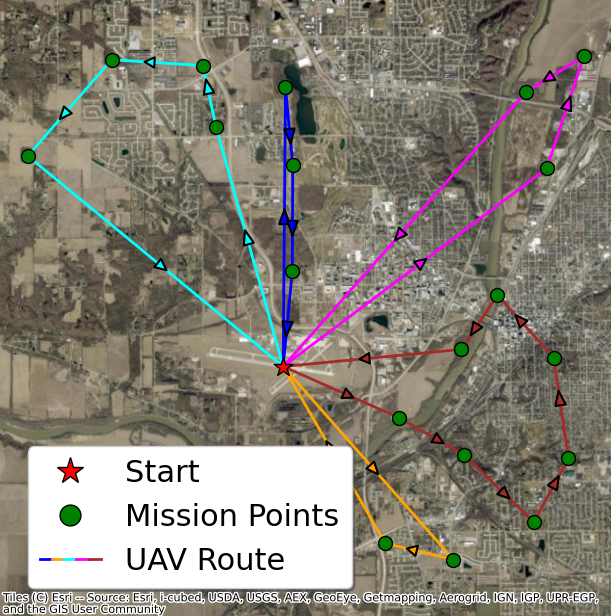 Start
Mission Points
UAV Route
Tiles (C) Esri -- Source: Esri, i-cubed, USDA, USGS, AEX, GeoEye, Getmapping, Aerogrid, IGN, IGP, UPR-EGP,
and the GIS User Community